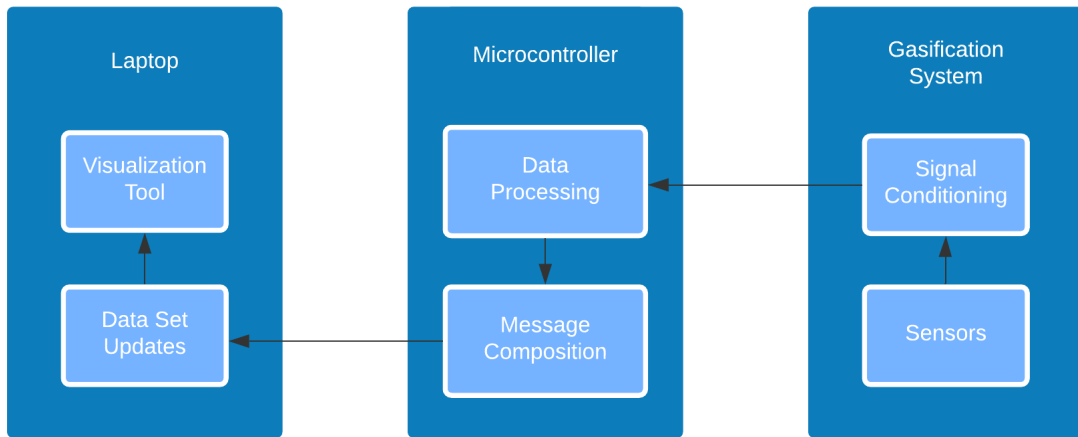 Laptop
Visualization
Tool
Data Set
Updates
Microcontroller
Data
Processing
Message
Composition
Gasification
System
Signal
Conditioning
Sensors